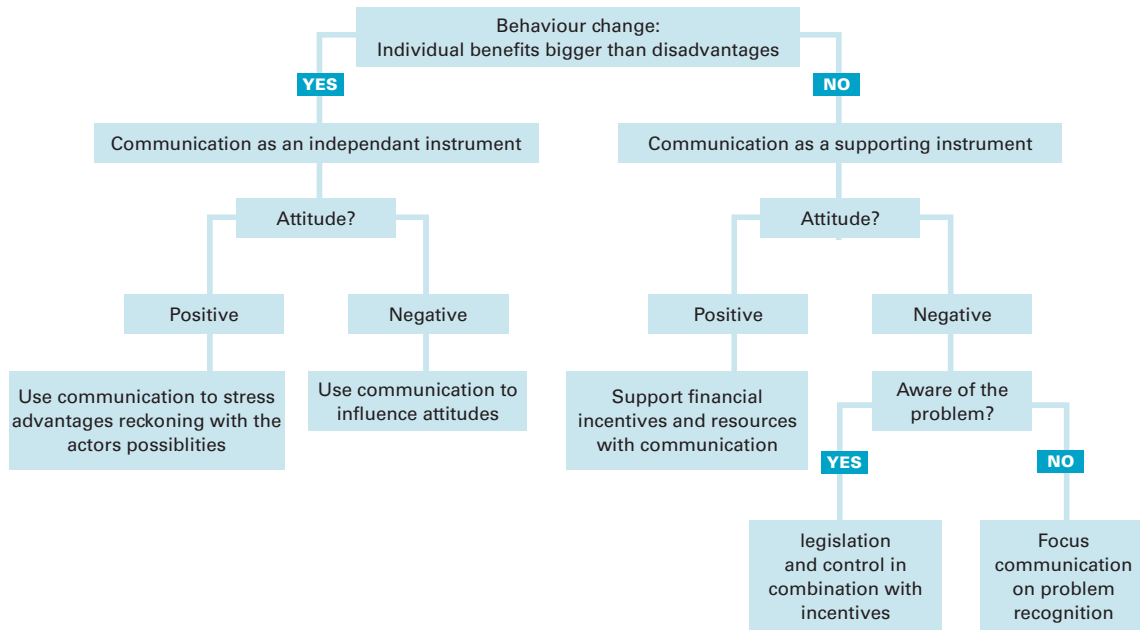 Behaviour change:
Individual benefits bigger than disadvantages
YES
NO
Communication as an independant instrument
Communication as a supporting instrument
Attitude?
Attitude?
Positive
Negative
Positive
Negative
Use communication to stress
advantages reckoning with the
actors possiblities
Use communication to
influence attitudes
Support financial
incentives and resources
with communication
Aware of the
problem?
YES
NO
legislation
and control in
combination with
incentives
Focus
communication
on problem
recognition